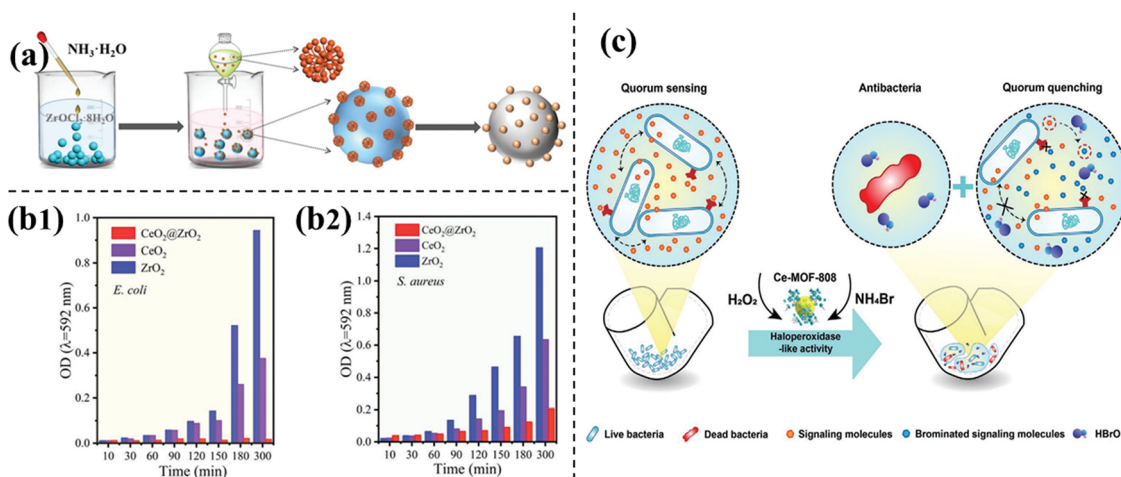 (a)
NH₃·H₂O
ZrOCl₂·8H₂O
(b1)
OD (λ=592 nm)
1.0
0.8
0.6
0.4
0.2
0.0
CeO₂@ZrO₂
CeO₂
ZrO₂
E. coli
10 30 60 90 120 150 180 300
Time (min)
(b2)
OD (λ=592 nm)
1.4
1.2
1.0
0.8
0.6
0.4
0.2
0.0
CeO₂@ZrO₂
CeO₂
ZrO₂
S. aureus
10 30 60 90 120 150 180 300
Time (min)
(c)
Quorum sensing
Antibacteria
Quorum quenching
+
H₂O₂
Ce-MOF-808
NH₄Br
Haloperoxidase
-like activity
Live bacteria
Dead bacteria
Signaling molecules
Brominated signaling molecules
HBrO